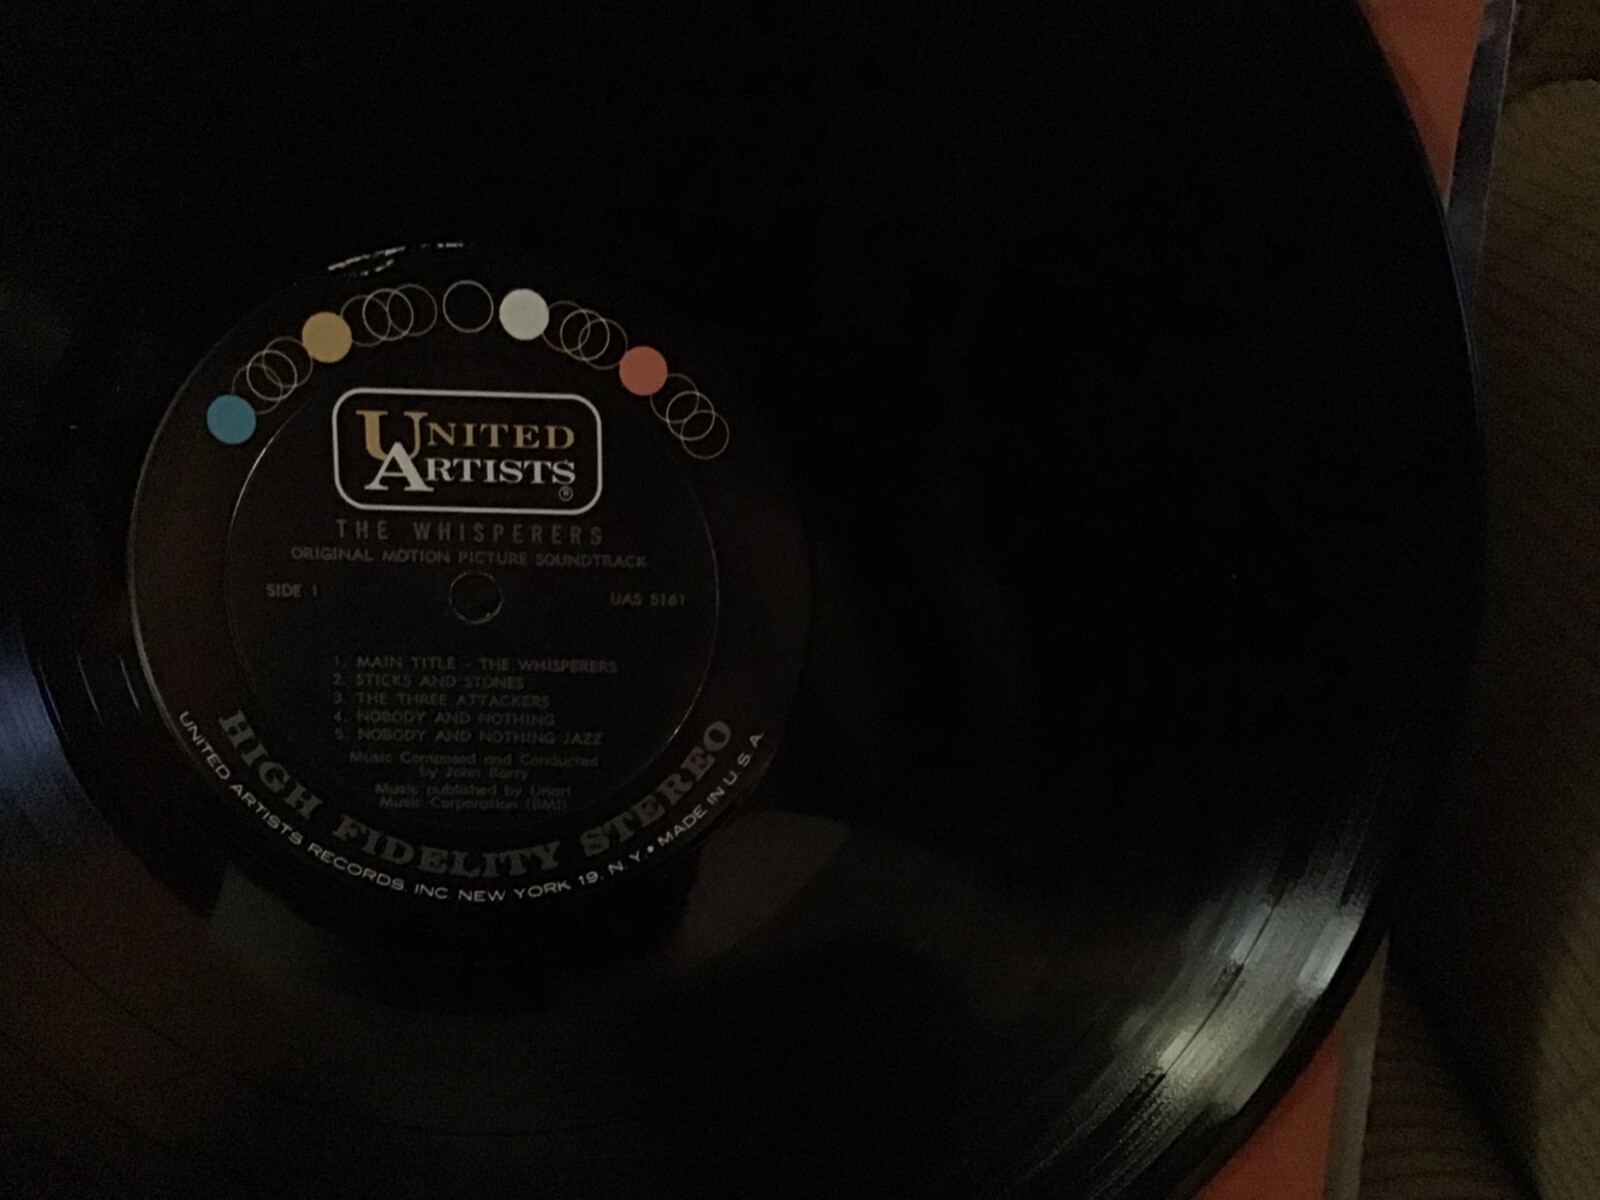 UNITED
ARTISTS
®
THE WHISPERERS
ORIGINAL MOTION PICTURE SOUNDTRACK
SIDE 1
UAS 5161
1. MAIN TITLE - THE WHISPERERS
2. STICKS AND STONES
3. THE THREE ATTACKERS
4. NOBODY AND NOTHING
5. NOBODY AND NOTHING JAZZ
Music Composed and Conducted
by John Barry
Music published by Unart
Music Corporation (BMI)
HIGH FIDELITY STEREO
UNITED ARTISTS RECORDS, INC. NEW YORK 19, N.Y. • MADE IN U.S.A.